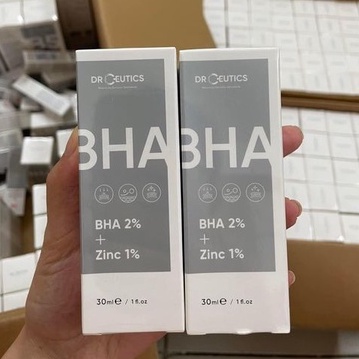 DR CEUTICS
BHA
BHA 2%
+
Zinc 1%
30ml e / 1 fl.oz
DR CEUTICS
BHA
BHA 2%
+
Zinc 1%
30ml e / 1 fl.oz